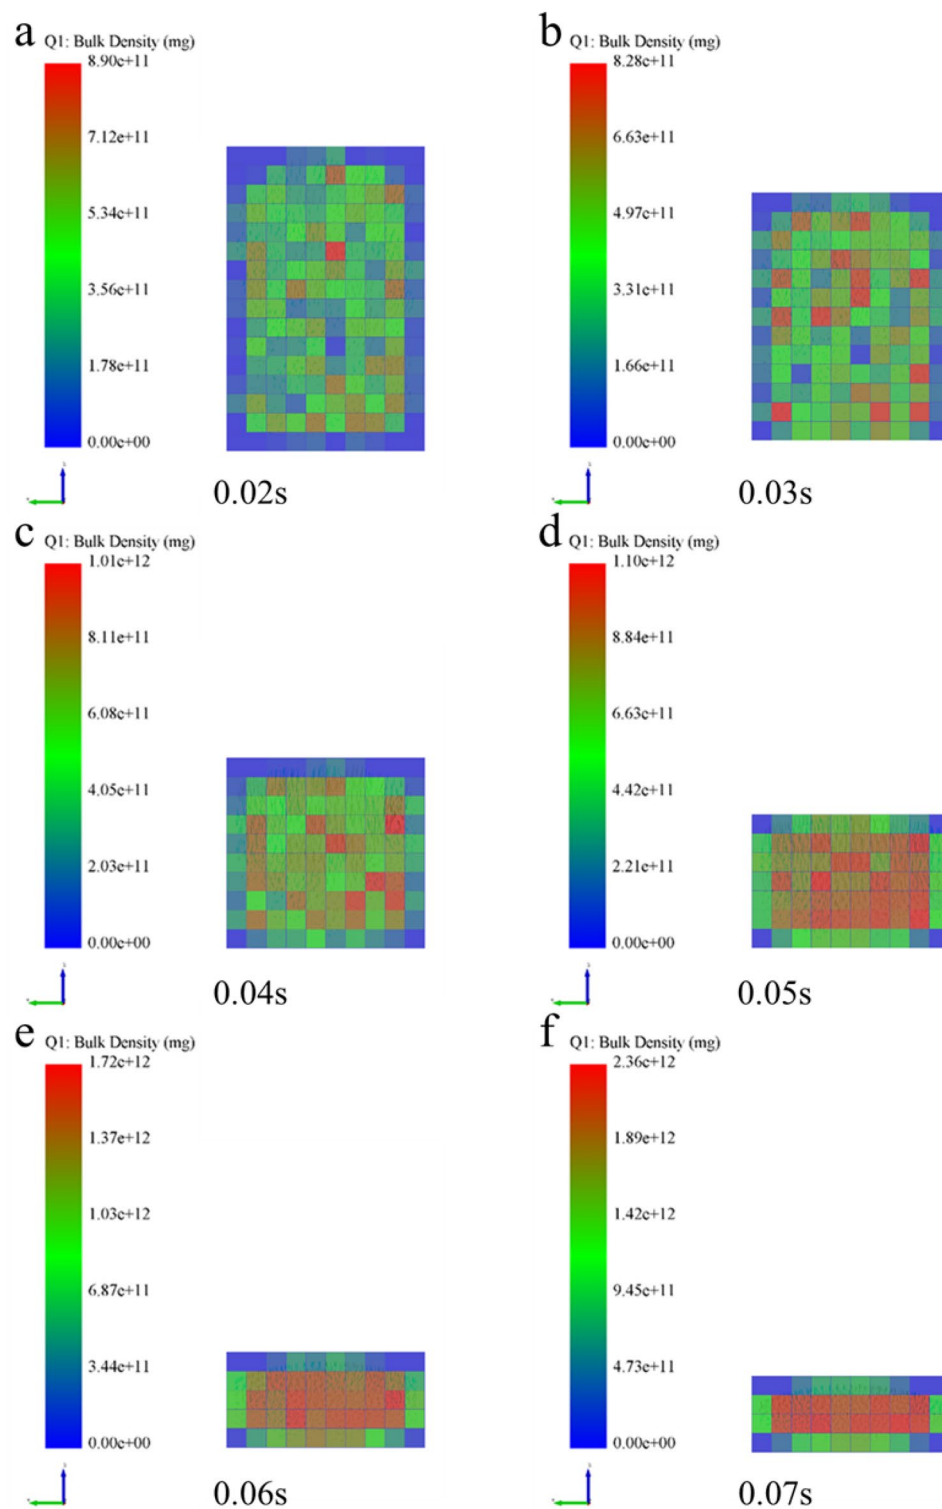 a Q1: Bulk Density (mg)
8.90e+11
7.12e+11
5.34e+11
3.56e+11
1.78e+11
0.00e+00
0.02s
b Q1: Bulk Density (mg)
8.28e+11
6.63e+11
4.97e+11
3.31e+11
1.66e+11
0.00e+00
0.03s
c Q1: Bulk Density (mg)
1.01e+12
8.11e+11
6.08e+11
4.05e+11
2.03e+11
0.00e+00
0.04s
d Q1: Bulk Density (mg)
1.10e+12
8.84e+11
6.63e+11
4.42e+11
2.21e+11
0.00e+00
0.05s
e Q1: Bulk Density (mg)
1.72e+12
1.37e+12
1.03e+12
6.87e+11
3.44e+11
0.00e+00
0.06s
f Q1: Bulk Density (mg)
2.36e+12
1.89e+12
1.42e+12
9.45e+11
4.73e+11
0.00e+00
0.07s